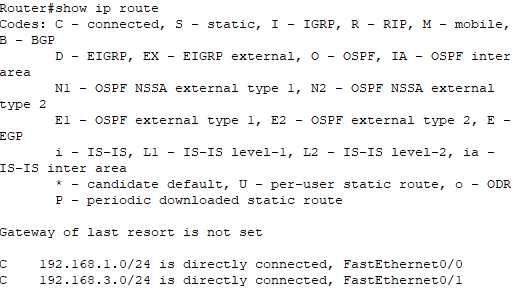 Router#show ip route
Codes: C - connected, S - static, I - IGRP, R - RIP, M - mobile,
B - BGP
D - EIGRP, EX - EIGRP external, O - OSPF, IA - OSPF inter
area
N1 - OSPF NSSA external type 1, N2 - OSPF NSSA external
type 2
E1 - OSPF external type 1, E2 - OSPF external type 2, E -
EGP
i - IS-IS, L1 - IS-IS level-1, L2 - IS-IS level-2, ia -
IS-IS inter area
* - candidate default, U - per-user static route, o - ODR
P - periodic downloaded static route
Gateway of last resort is not set
C    192.168.1.0/24 is directly connected, FastEthernet0/0
C    192.168.3.0/24 is directly connected, FastEthernet0/1